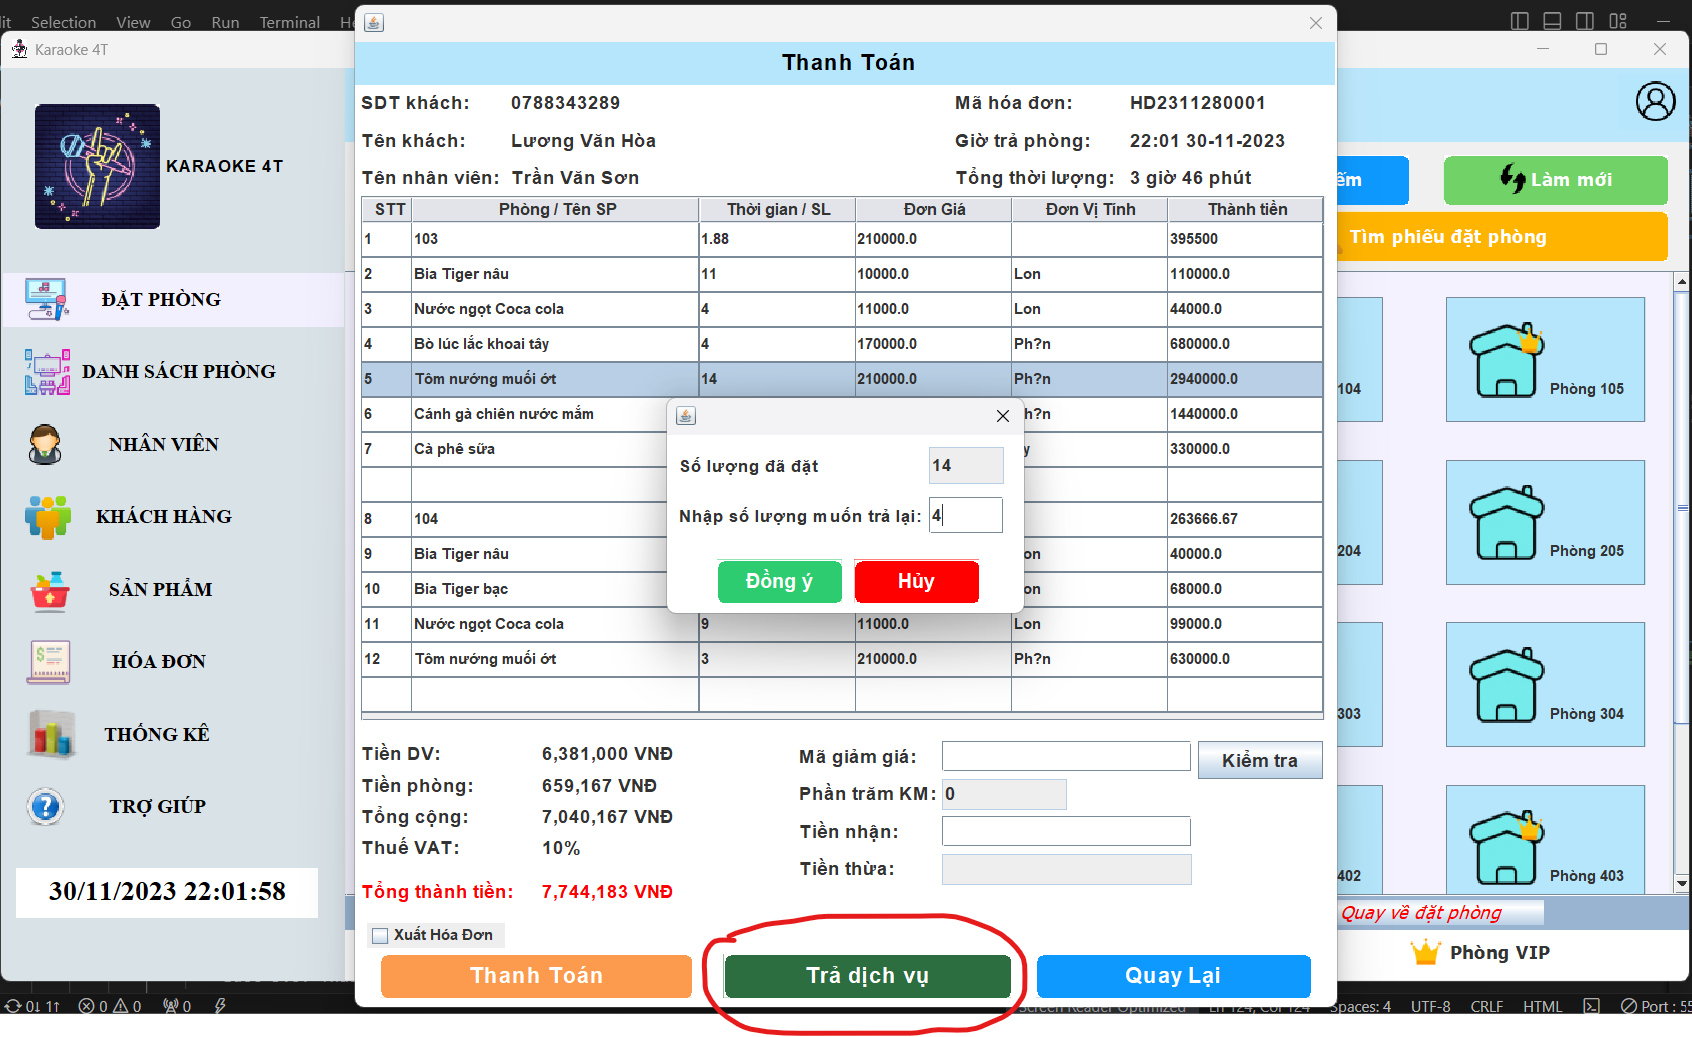 Selection View Go Run Terminal
Karaoke 4T
KARAOKE 4T
ĐẶT PHÒNG
DANH SÁCH PHÒNG
NHÂN VIÊN
KHÁCH HÀNG
SẢN PHẨM
HÓA ĐƠN
THỐNG KÊ
TRỢ GIÚP
30/11/2023 22:01:58
Thanh Toán
SDT khách: 0788343289 Mã hóa đơn: HD2311280001
Tên khách: Lương Văn Hòa Giờ trả phòng: 22:01 30-11-2023
Tên nhân viên: Trần Văn Sơn Tổng thời lượng: 3 giờ 46 phút
STT Phòng / Tên SP Thời gian / SL Đơn Giá Đơn Vị Tính Thành tiền
1 103 1.88 210000.0 395500
2 Bia Tiger nâu 11 10000.0 Lon 110000.0
3 Nước ngọt Coca cola 4 11000.0 Lon 44000.0
4 Bò lúc lắc khoai tây 4 170000.0 Ph?n 680000.0
5 Tôm nướng muối ớt 14 210000.0 Ph?n 2940000.0
6 Cánh gà chiên nước mắm h?n 1440000.0
7 Cà phê sữa y 330000.0
8 104 263666.67
9 Bia Tiger nâu on 40000.0
10 Bia Tiger bạc on 68000.0
11 Nước ngọt Coca cola 9 11000.0 Lon 99000.0
12 Tôm nướng muối ớt 3 210000.0 Ph?n 630000.0
Số lượng đã đặt 14
Nhập số lượng muốn trả lại: 4
Đồng ý Hủy
Tiền DV: 6,381,000 VNĐ
Tiền phòng: 659,167 VNĐ
Tổng cộng: 7,040,167 VNĐ
Thuế VAT: 10%
Tổng thành tiền: 7,744,183 VNĐ
Mã giảm giá: Kiểm tra
Phần trăm KM: 0
Tiền nhận:
Tiền thừa:
Xuất Hóa Đơn
Thanh Toán Trả dịch vụ Quay Lại
ếm Làm mới
Tìm phiếu đặt phòng
104 Phòng 105
204 Phòng 205
303 Phòng 304
402 Phòng 403
Quay về đặt phòng
Phòng VIP
0↓ 1↑ 0 0 0 Spaces: 4 UTF-8 CRLF HTML Port : 55